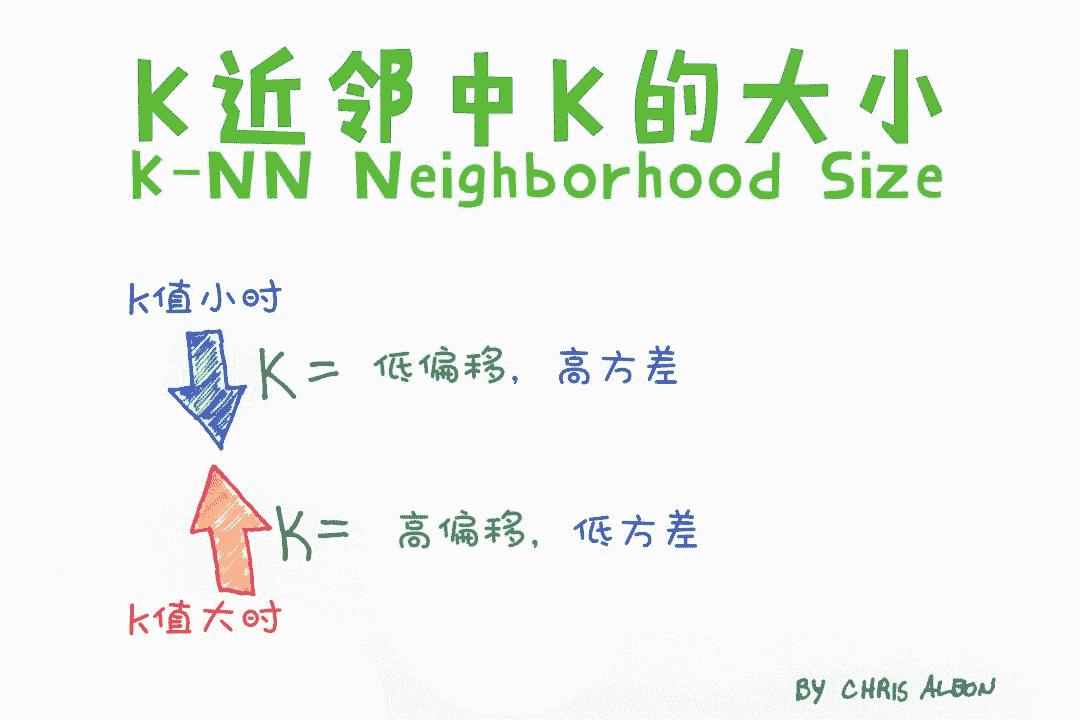 K近邻中K的大小
K-NN Neighborhood Size
k值小时
K = 低偏移, 高方差
K = 高偏移, 低方差
k值大时
BY CHRIS ALBON